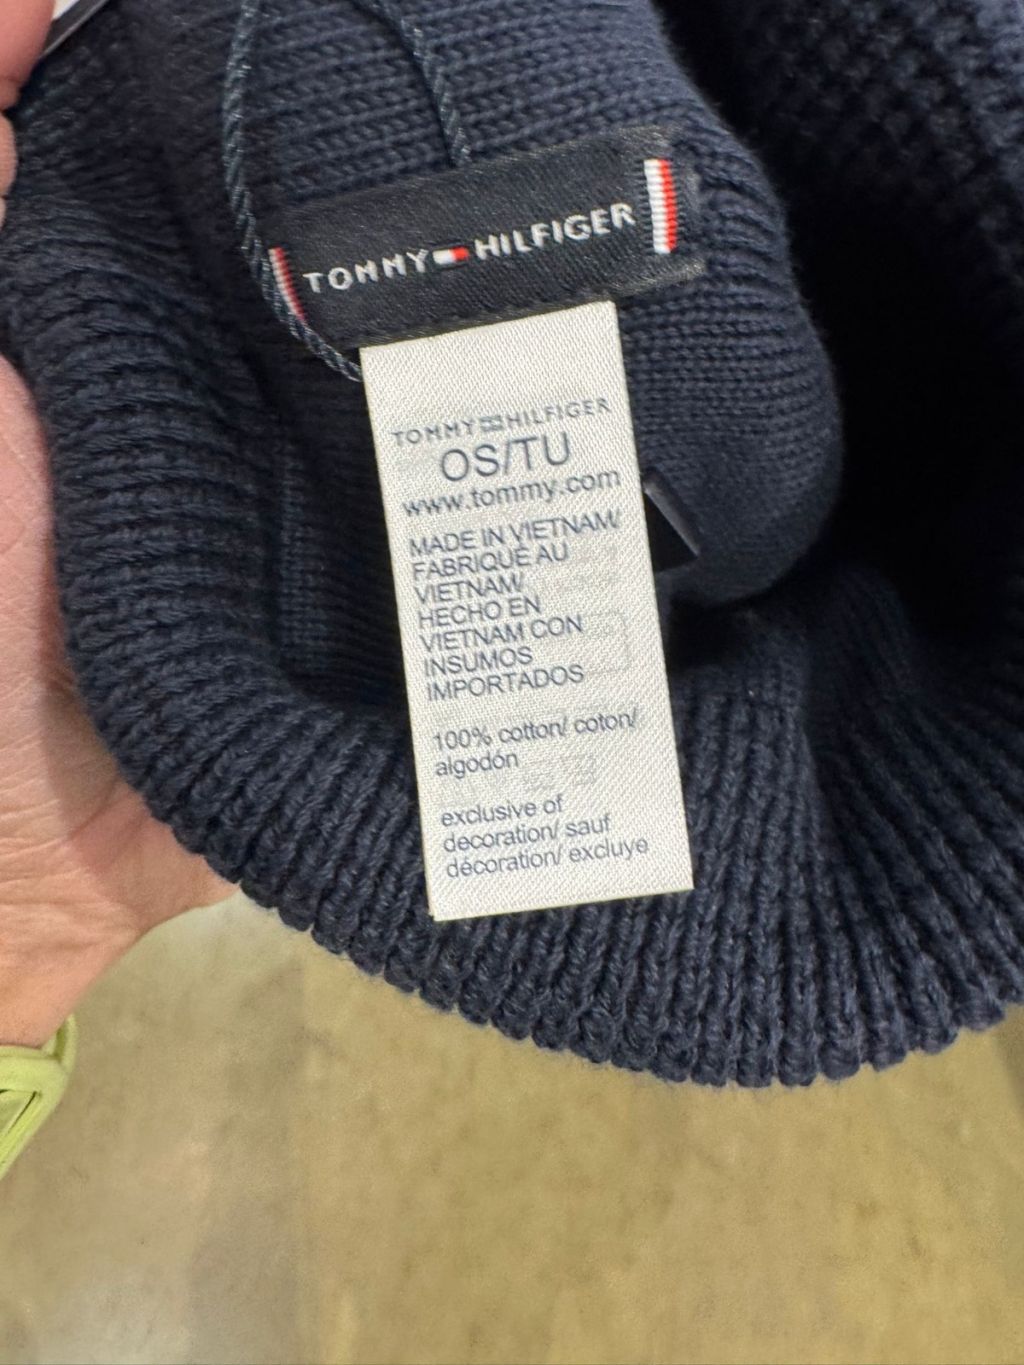 TOMMY HILFIGER
TOMMY HILFIGER
OS/TU
www.tommy.com
MADE IN VIETNAM/
FABRIQUÉ AU
VIETNAM/
HECHO EN
VIETNAM CON
INSUMOS
IMPORTADOS
100% cotton/ coton/
algodón
exclusive of
decoration/ sauf
décoration/ excluye